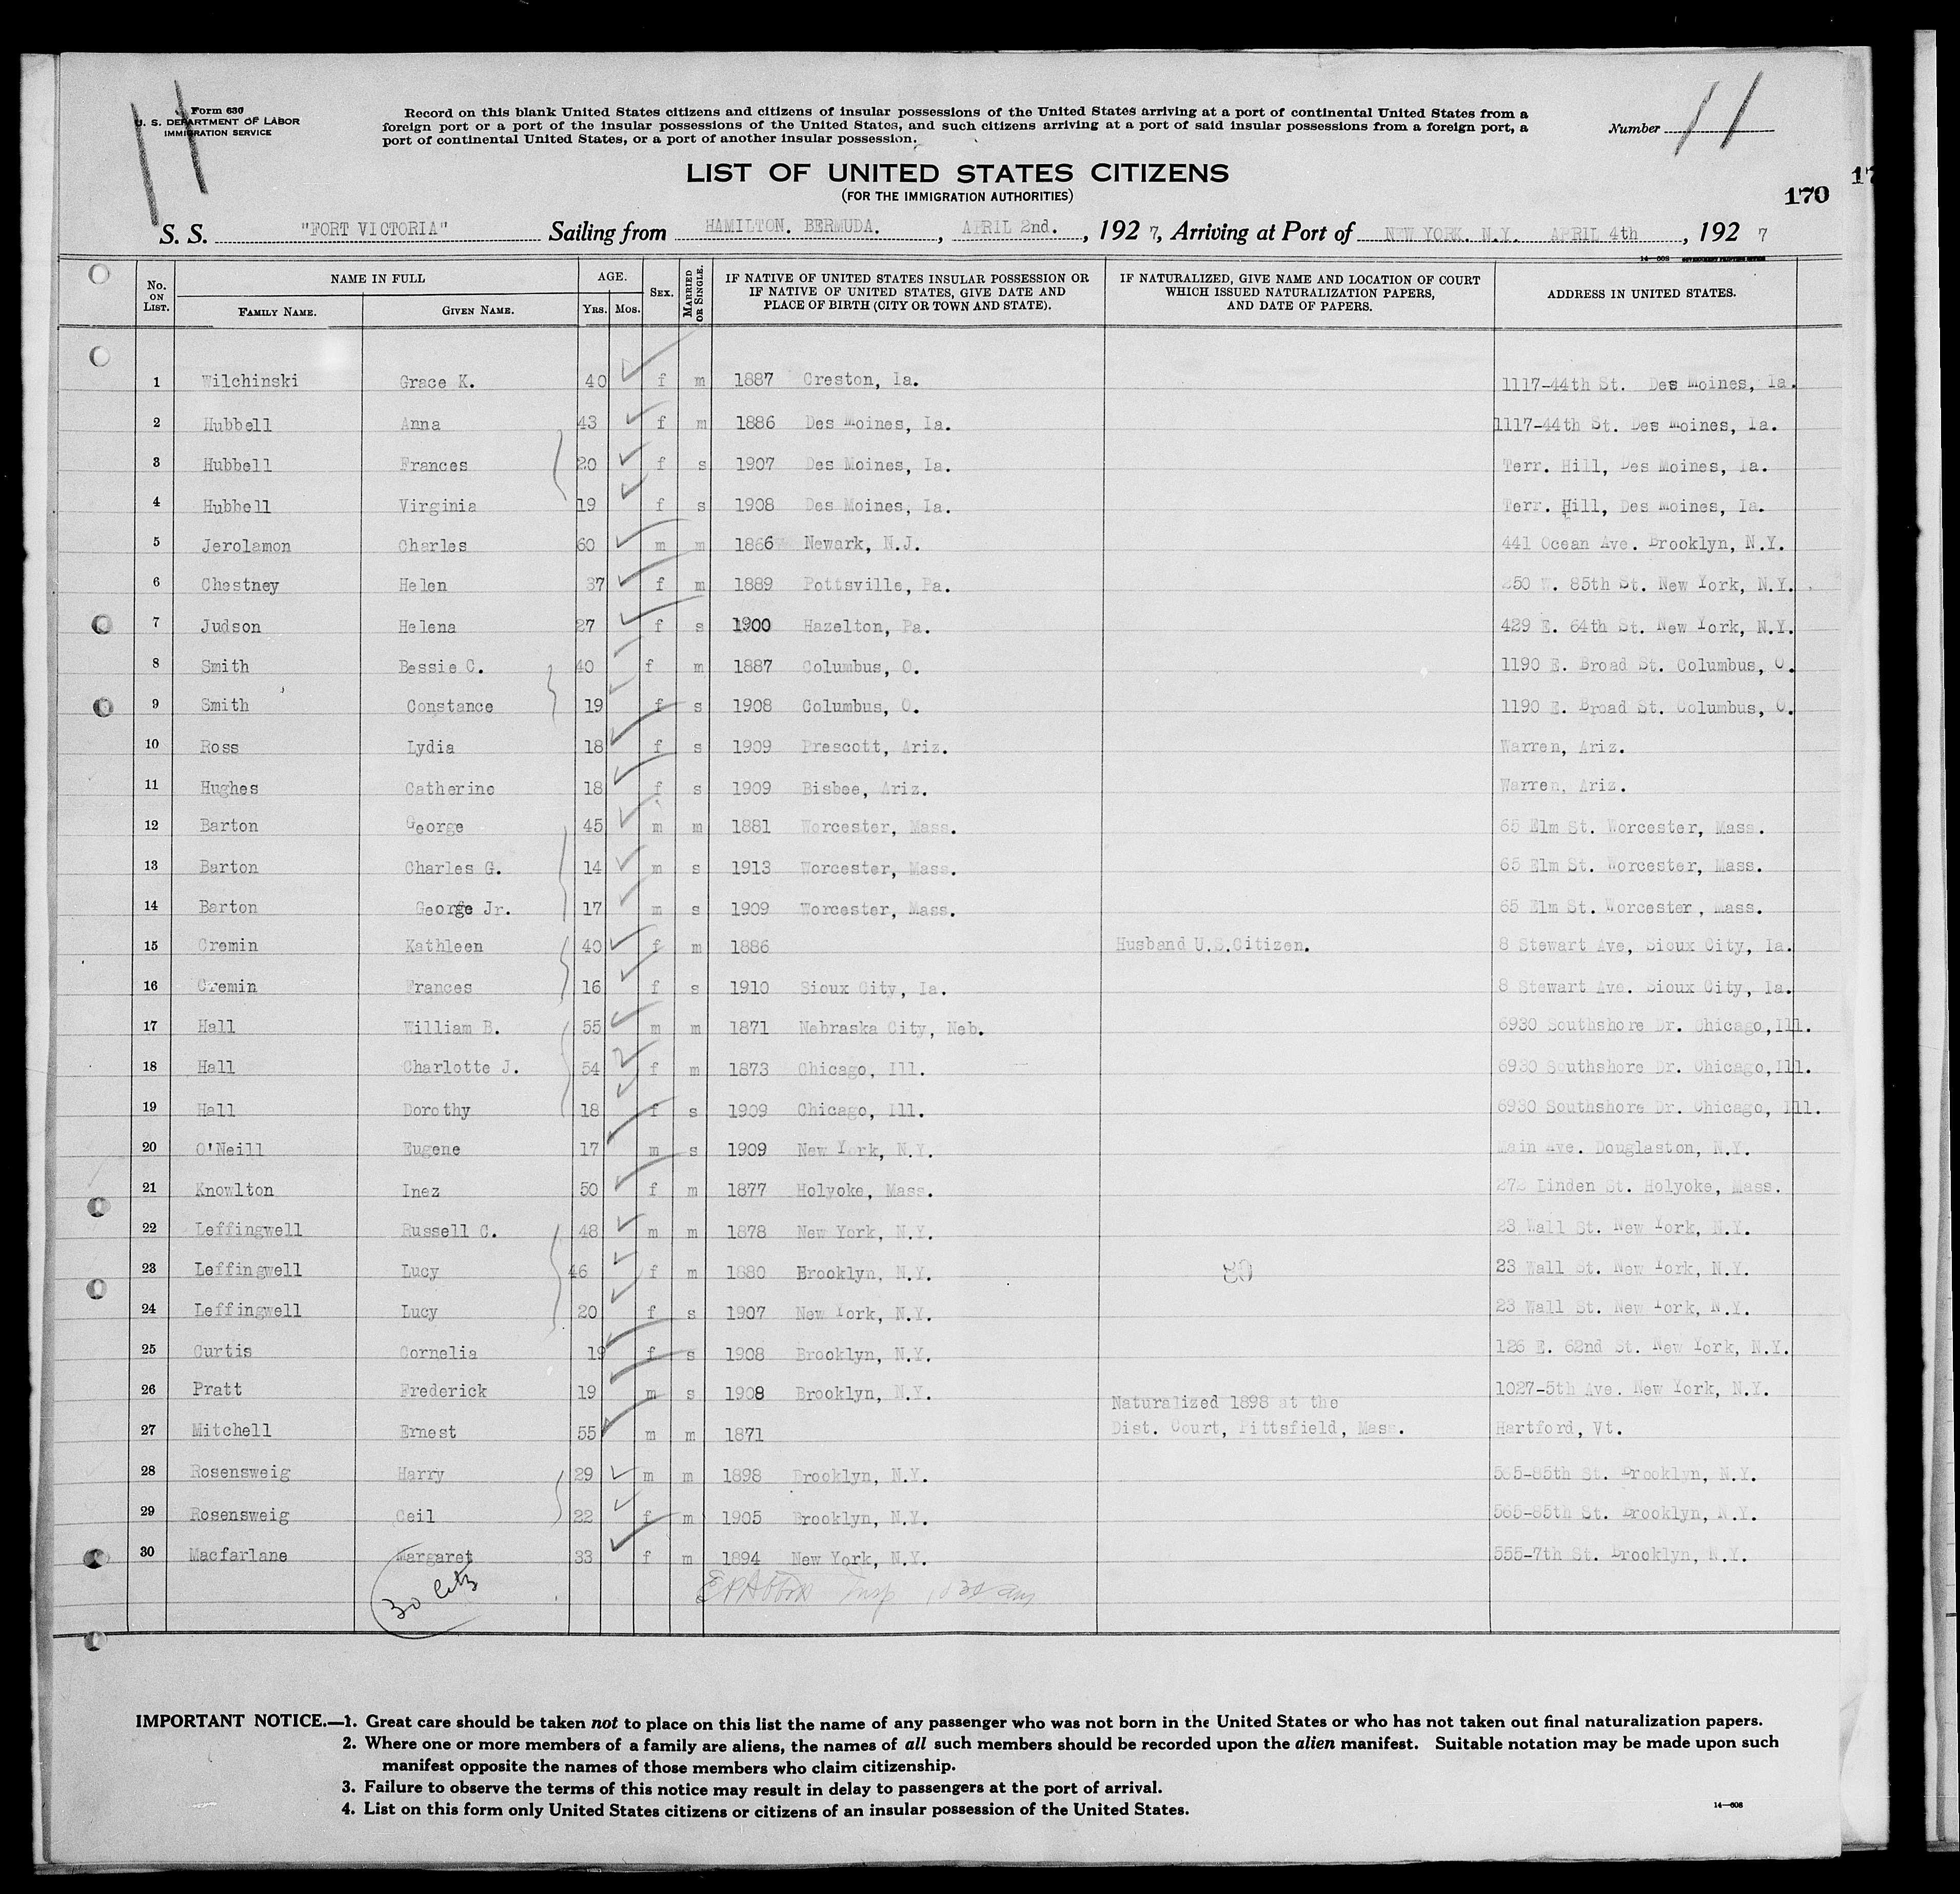 Form 630
U. S. DEPARTMENT OF LABOR
IMMIGRATION SERVICE
Record on this blank United States citizens and citizens of insular possessions of the United States arriving at a port of continental United States from a
foreign port or a port of the insular possessions of the United States, and such citizens arriving at a port of said insular possessions from a foreign port, a
port of continental United States, or a port of another insular possession.
Number 11
LIST OF UNITED STATES CITIZENS
(FOR THE IMMIGRATION AUTHORITIES)
170
S. S. "FORT VICTORIA" Sailing from HAMILTON. BERMUDA. , APRIL 2nd. , 192 7, Arriving at Port of NEW YORK. N.Y. APRIL 4th , 192 7
No. ON LIST. NAME IN FULL AGE. SEX. MARRIED OR SINGLE. IF NATIVE OF UNITED STATES INSULAR POSSESSION OR IF NATIVE OF UNITED STATES, GIVE DATE AND PLACE OF BIRTH (CITY OR TOWN AND STATE). IF NATURALIZED, GIVE NAME AND LOCATION OF COURT WHICH ISSUED NATURALIZATION PAPERS, AND DATE OF PAPERS. ADDRESS IN UNITED STATES.
FAMILY NAME. GIVEN NAME. YRS. MOS.
1 Wilchinski Grace K. 40 f m 1887 Creston, Ia. 1117-44th St. Des Moines, Ia.
2 Hubbell Anna 43 f m 1886 Des Moines, Ia. 1117-44th St. Des Moines, Ia.
3 Hubbell Frances 20 f s 1907 Des Moines, Ia. Terr. Hill, Des Moines, Ia.
4 Hubbell Virginia 19 f s 1908 Des Moines, Ia. Terr. Hill, Des Moines, Ia.
5 Jerolamon Charles 60 m m 1866 Newark, N.J. 441 Ocean Ave. Brooklyn, N.Y.
6 Chestney Helen 37 f m 1889 Pottsville, Pa. 250 W. 85th St. New York, N.Y.
7 Judson Helena 27 f s 1900 Hazelton, Pa. 429 E. 64th St. New York, N.Y.
8 Smith Bessie C. 40 f m 1887 Columbus, O. 1190 E. Broad St. Columbus, O.
9 Smith Constance 19 f s 1908 Columbus, O. 1190 E. Broad St. Columbus, O.
10 Ross Lydia 18 f s 1909 Prescott, Ariz. Warren, Ariz.
11 Hughes Catherine 18 f s 1909 Bisbee, Ariz. Warren, Ariz.
12 Barton George 45 m m 1881 Worcester, Mass. 65 Elm St. Worcester, Mass.
13 Barton Charles G. 14 m s 1913 Worcester, Mass. 65 Elm St. Worcester, Mass.
14 Barton George Jr. 17 m s 1909 Worcester, Mass. 65 Elm St. Worcester, Mass.
15 Cremin Kathleen 40 f m 1886 Husband U.S.Citizen. 8 Stewart Ave, Sioux City, Ia.
16 Cremin Frances 16 f s 1910 Sioux City, Ia. 8 Stewart Ave. Sioux City, Ia.
17 Hall William B. 55 m m 1871 Nebraska City, Neb. 6930 Southshore Dr. Chicago,Ill.
18 Hall Charlotte J. 54 f m 1873 Chicago, Ill. 6930 Southshore Dr. Chicago,Ill.
19 Hall Dorothy 18 f s 1909 Chicago, Ill. 6930 Southshore Dr. Chicago, Ill.
20 O'Neill Eugene 17 m s 1909 New York, N.Y. Main Ave. Douglaston, N.Y.
21 Knowlton Inez 50 f m 1877 Holyoke, Mass. 272 Linden St. Holyoke, Mass.
22 Leffingwell Russell C. 48 m m 1878 New York, N.Y. 23 Wall St. New York, N.Y.
23 Leffingwell Lucy 46 f m 1880 Brooklyn, N.Y. 23 Wall St. New York, N.Y.
24 Leffingwell Lucy 20 f s 1907 New York, N.Y. 23 Wall St. New York, N.Y.
25 Curtis Cornelia 19 f s 1908 Brooklyn, N.Y. 126 E. 62nd St. New York, N.Y.
26 Pratt Frederick 19 m s 1908 Brooklyn, N.Y. 1027-5th Ave. New York, N.Y.
Naturalized 1898 at the
27 Mitchell Ernest 55 m m 1871 Dist. Court, Pittsfield, Mass. Hartford, Vt.
28 Rosensweig Harry 29 m m 1898 Brooklyn, N.Y. 565-85th St. Brooklyn, N.Y.
29 Rosensweig Ceil 22 f m 1905 Brooklyn, N.Y. 565-85th St. Brooklyn, N.Y.
30 Macfarlane Margaret 33 f m 1894 New York, N.Y. 555-7th St. Brooklyn, N.Y.
30 citz
IMPORTANT NOTICE.—1. Great care should be taken not to place on this list the name of any passenger who was not born in the United States or who has not taken out final naturalization papers.
2. Where one or more members of a family are aliens, the names of all such members should be recorded upon the alien manifest. Suitable notation may be made upon such
manifest opposite the names of those members who claim citizenship.
3. Failure to observe the terms of this notice may result in delay to passengers at the port of arrival.
4. List on this form only United States citizens or citizens of an insular possession of the United States.
14—608